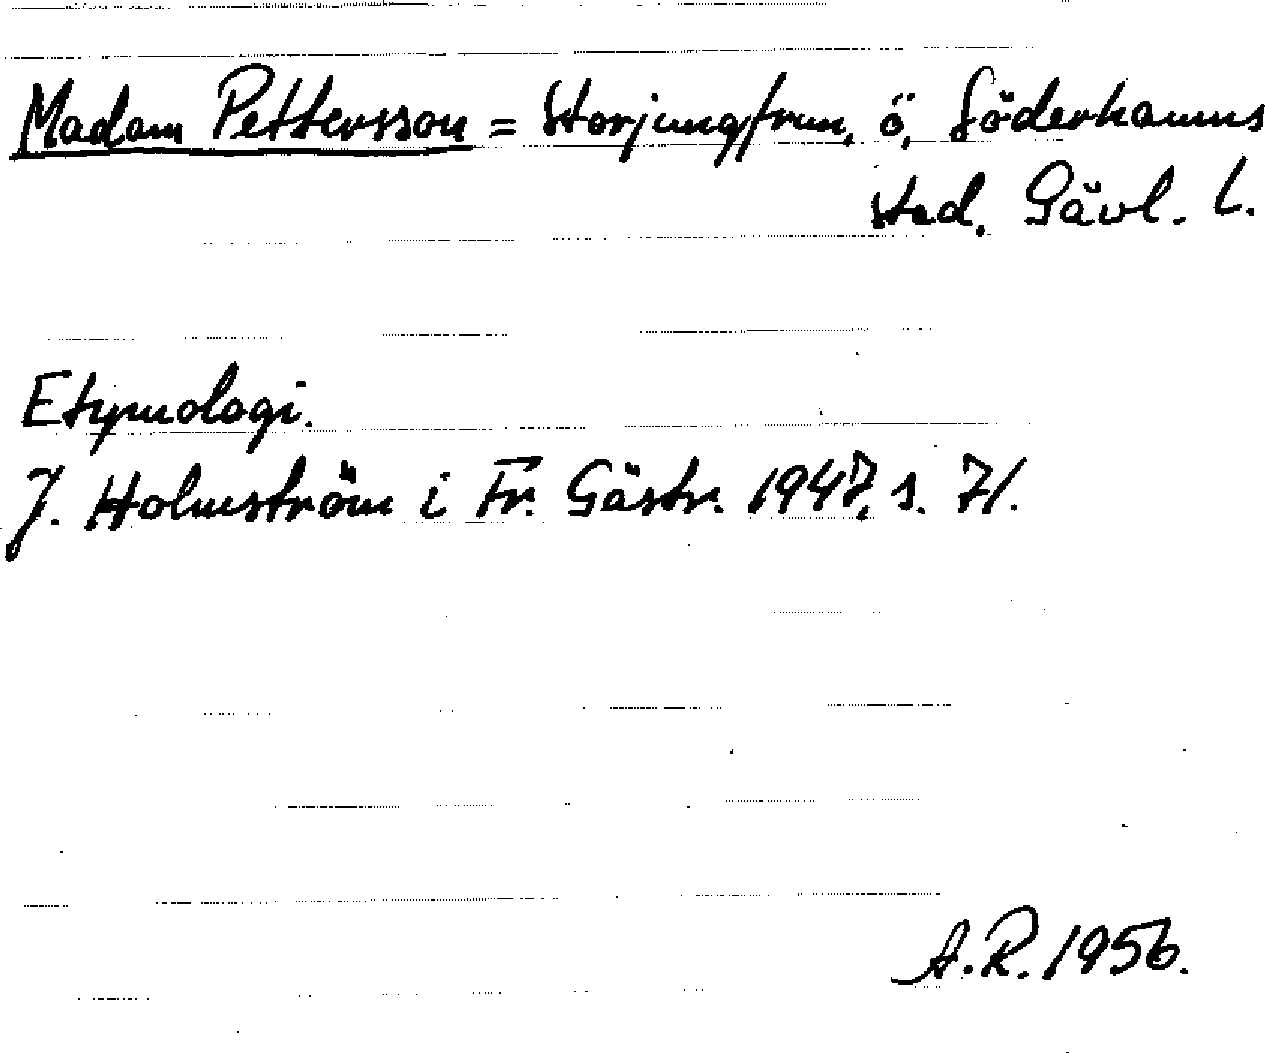 Madam Pettersson = Storjungfrun, ö, Söderhamns
stad. Gävl. l.
Etymologi.
J. Holmström i Fr. Gästr. 1947, s. 71.
A.R. 1956.